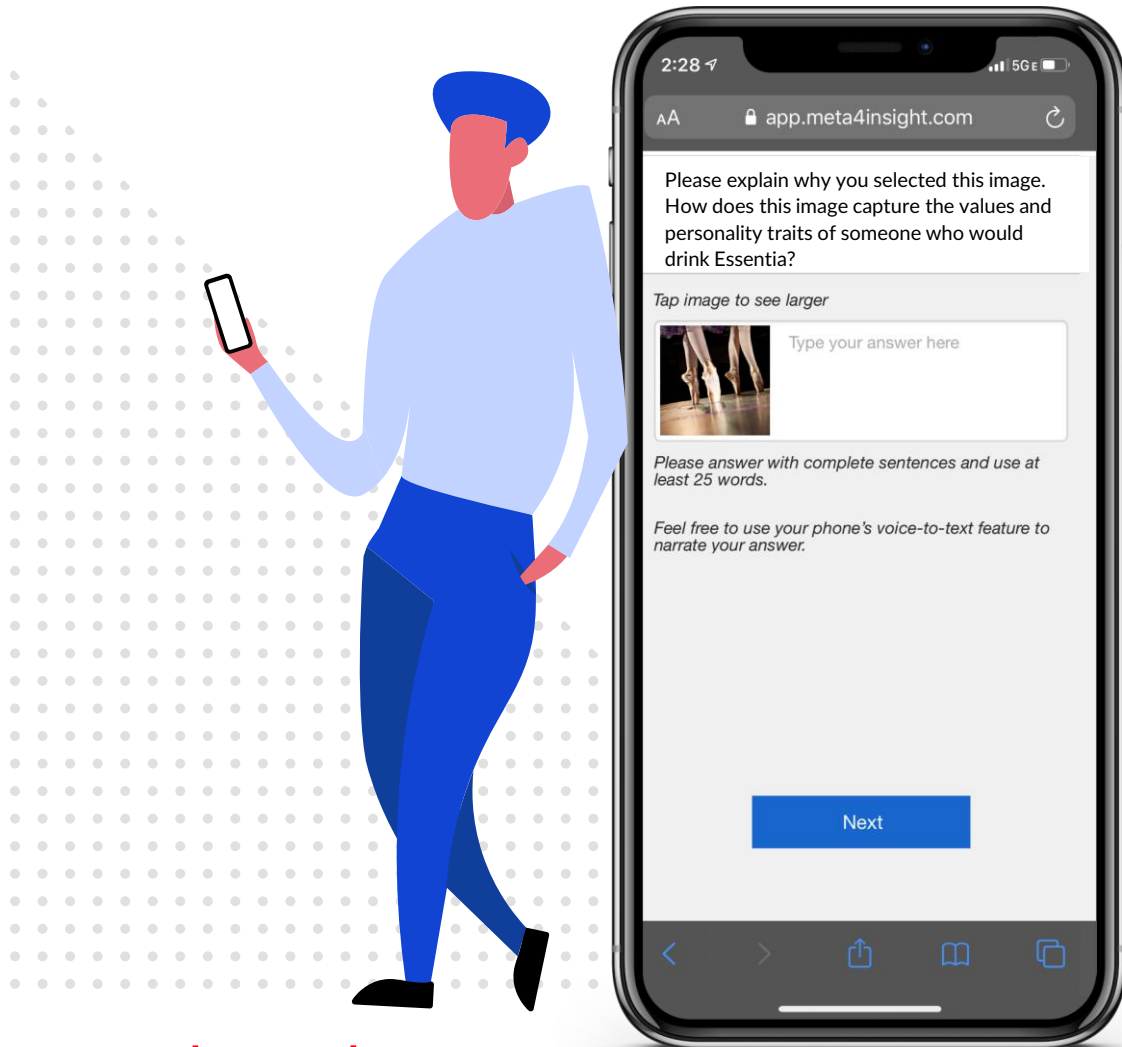 2:28
5G E
AA
app.meta4insight.com
Please explain why you selected this image.
How does this image capture the values and
personality traits of someone who would
drink Essentia?
Tap image to see larger
Type your answer here
Please answer with complete sentences and use at
least 25 words.
Feel free to use your phone's voice-to-text feature to
narrate your answer.
Next